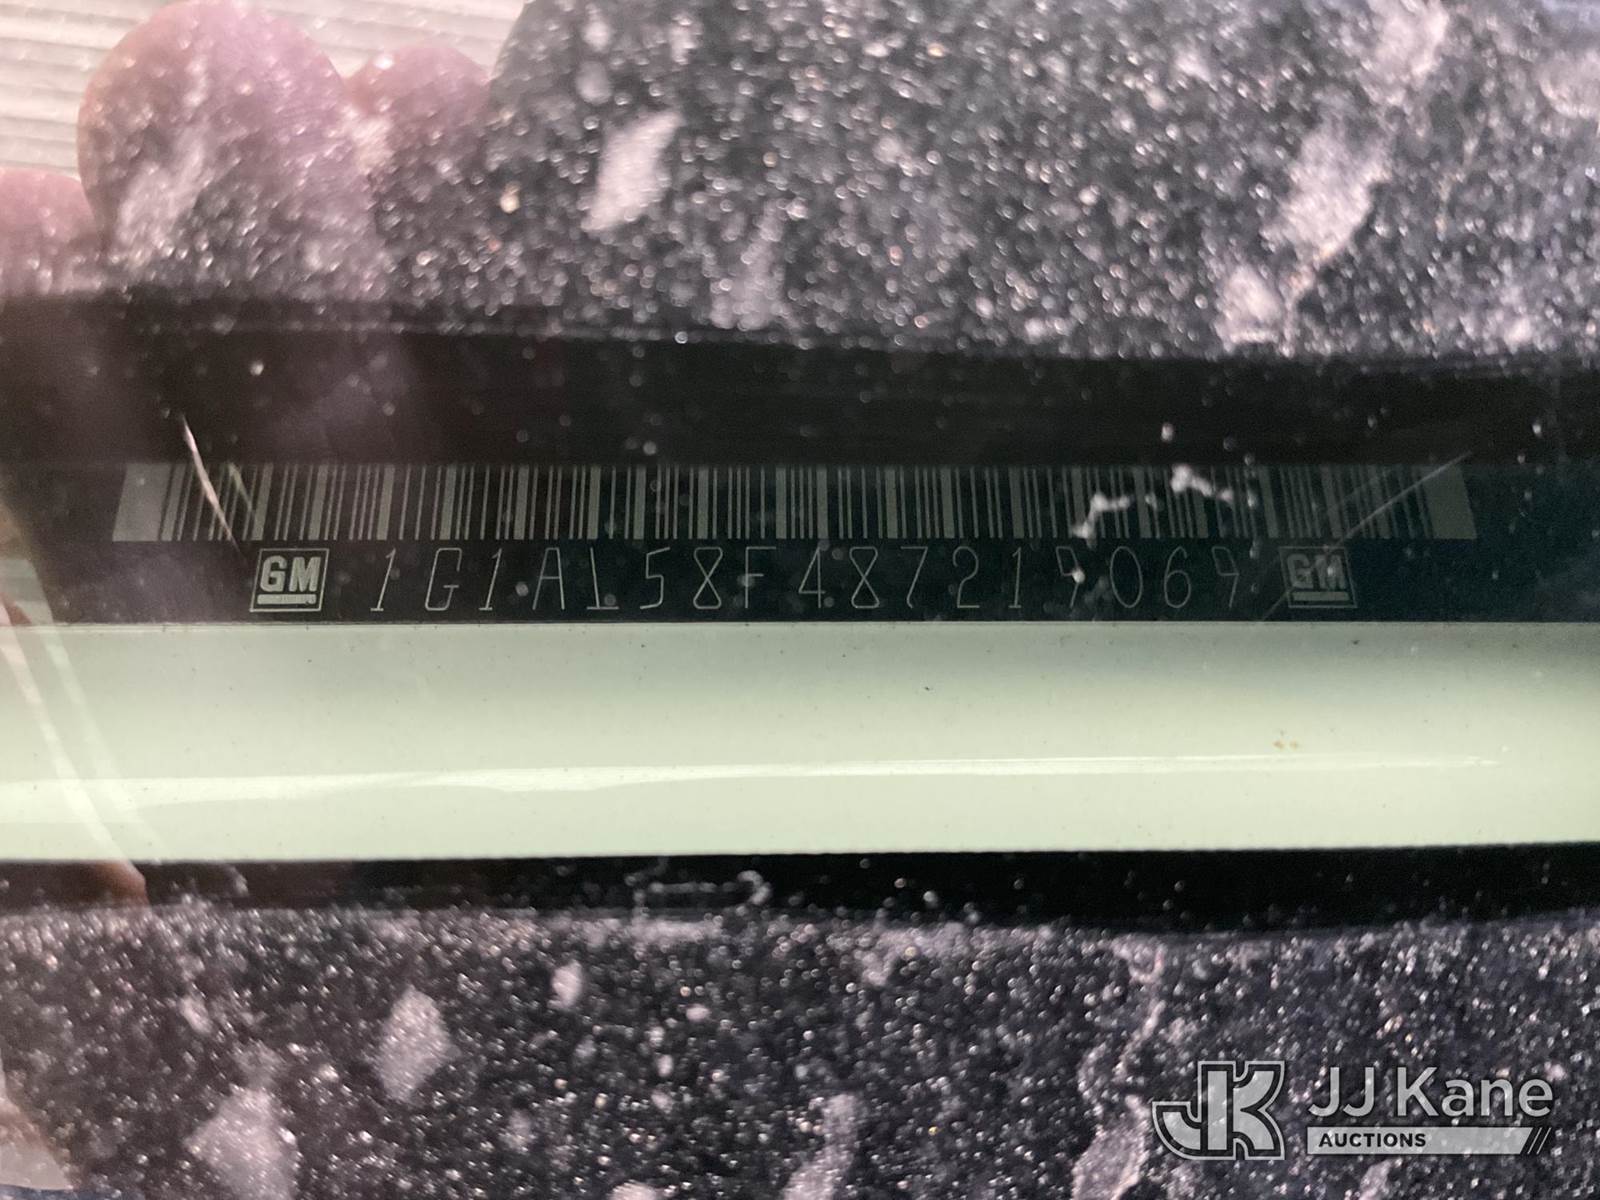 GM 1G1AL58F487219069 GM
JJ Kane
AUCTIONS